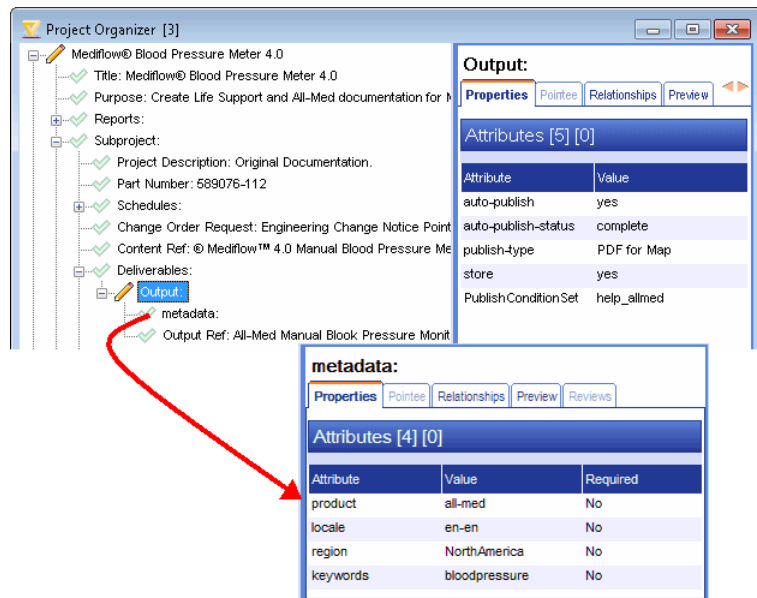 Project Organizer [3]
Mediflow® Blood Pressure Meter 4.0
Title: Mediflow® Blood Pressure Meter 4.0
Purpose: Create Life Support and All-Med documentation for
Reports:
Subproject:
Project Description: Original Documentation.
Part Number: 589076-112
Schedules:
Change Order Request: Engineering Change Notice Point
Content Ref: © Mediflow™ 4.0 Manual Blood Pressure Me
Deliverables:
Output:
metadata:
Output Ref: All-Med Manual Blook Pressure Monit
Output:
Properties Pointee Relationships Preview
Attributes [5] [0]
Attribute Value
auto-publish yes
auto-publish-status complete
publish-type PDF for Map
store yes
PublishConditionSet help_allmed
metadata:
Properties Pointee Relationships Preview Reviews
Attributes [4] [0]
Attribute Value Required
product all-med No
locale en-en No
region NorthAmerica No
keywords bloodpressure No